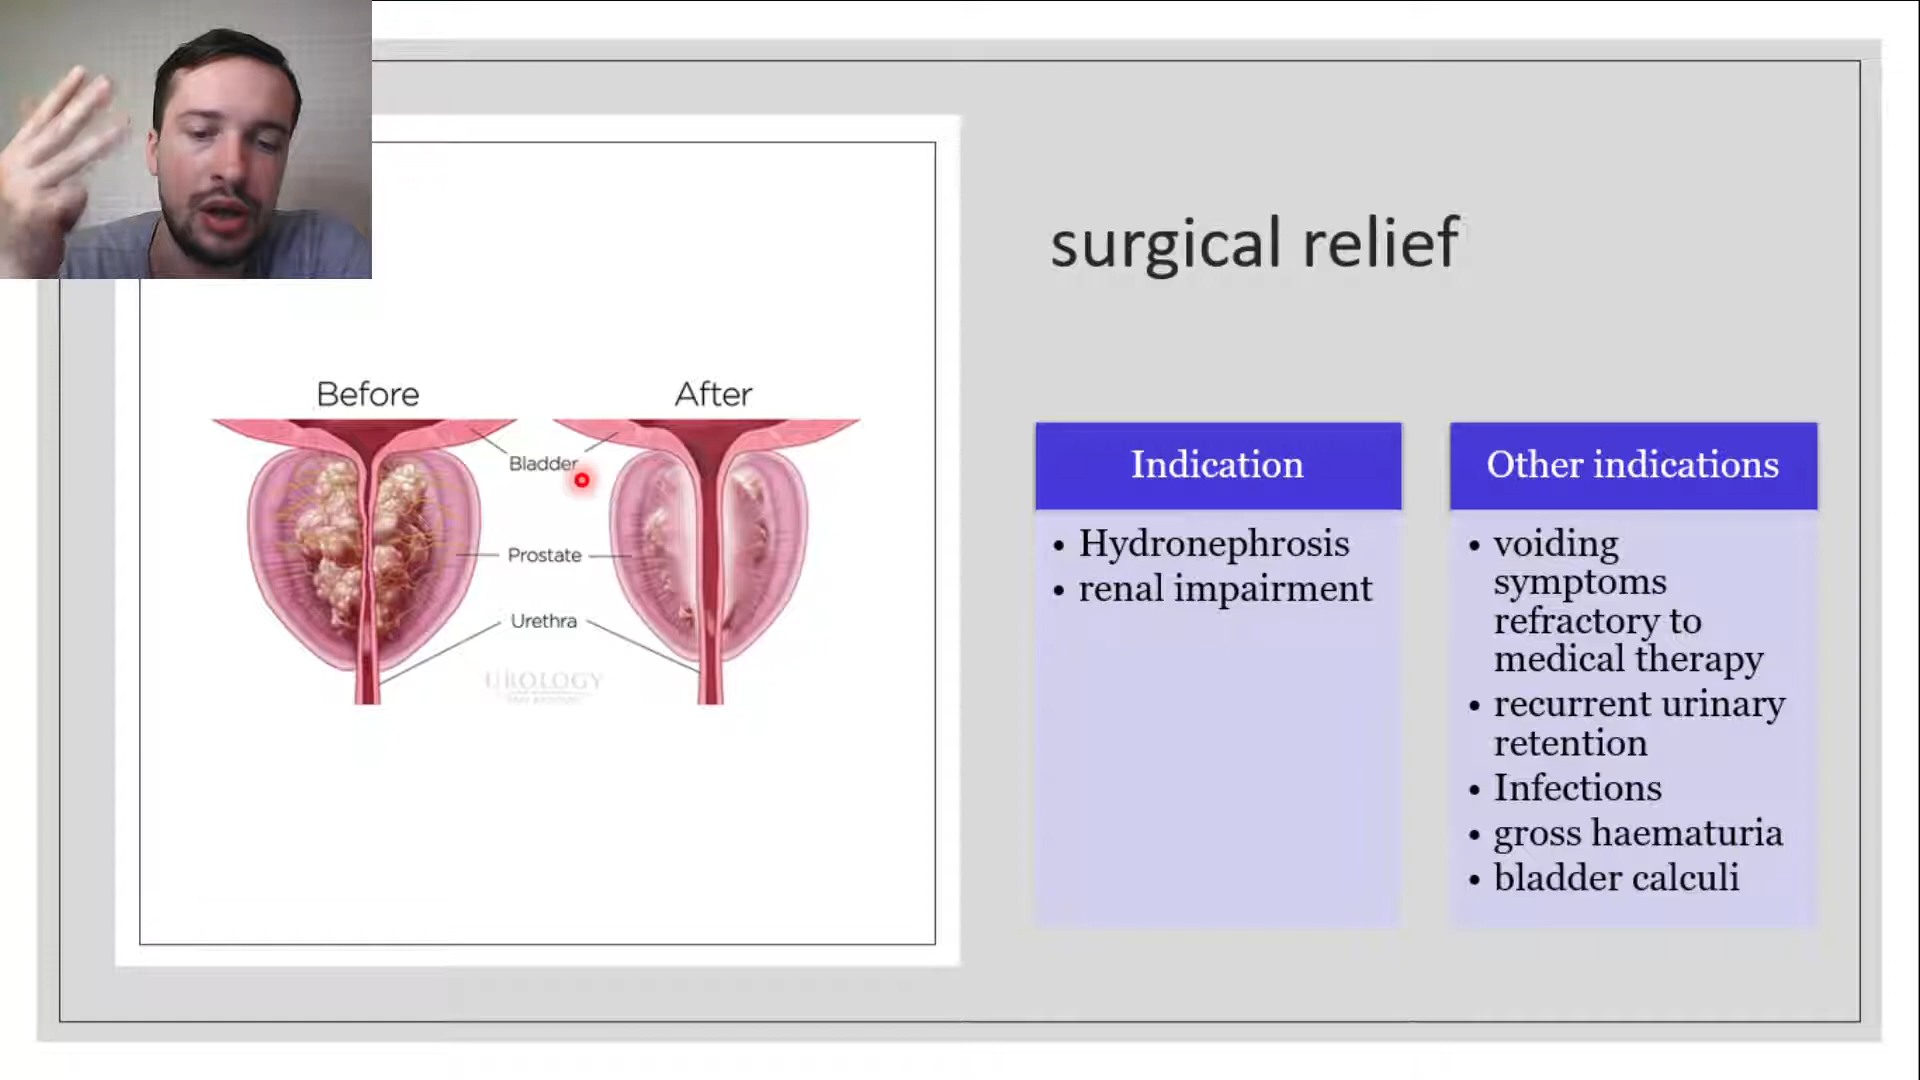 surgical relief
Before
After
Bladder
Prostate
Urethra
UROLOGY
Indication
• Hydronephrosis
• renal impairment
Other indications
• voiding
symptoms
refractory to
medical therapy
• recurrent urinary
retention
• Infections
• gross haematuria
• bladder calculi